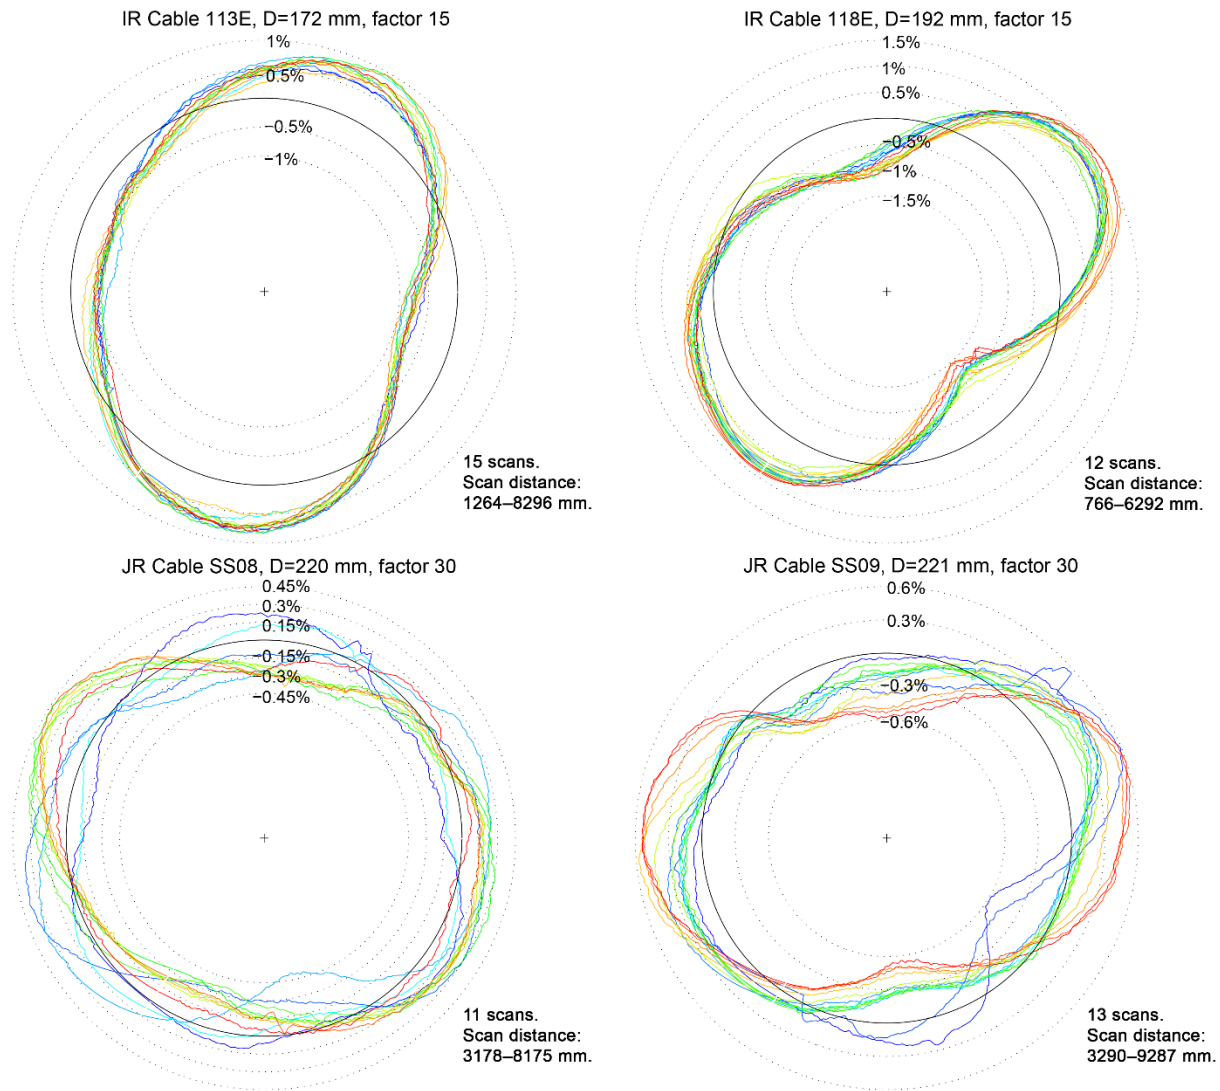 IR Cable 113E, D=172 mm, factor 15
1%
0.5%
−0.5%
−1%
15 scans.
Scan distance:
1264–8296 mm.
IR Cable 118E, D=192 mm, factor 15
1.5%
1%
0.5%
−0.5%
−1%
−1.5%
12 scans.
Scan distance:
766–6292 mm.
JR Cable SS08, D=220 mm, factor 30
0.45%
0.3%
0.15%
−0.15%
−0.3%
−0.45%
11 scans.
Scan distance:
3178–8175 mm.
JR Cable SS09, D=221 mm, factor 30
0.6%
0.3%
−0.3%
−0.6%
13 scans.
Scan distance:
3290–9287 mm.